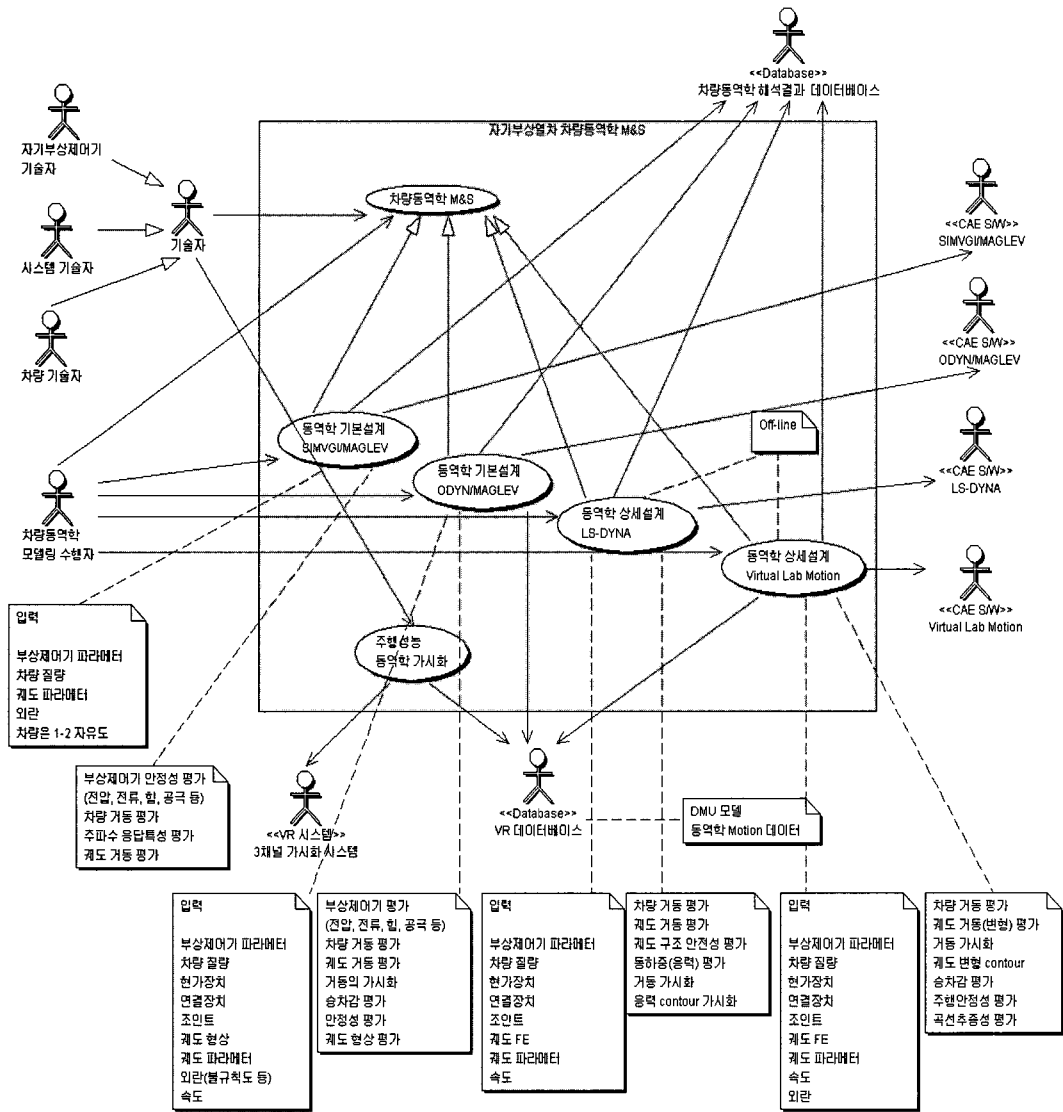 <<Database>>
차량동역학 해석결과 데이터베이스
자기부상열차 차량동역학 M&S
자기부상제어기
기술자
차량동역학 M&S
기술자
시스템 기술자
차량 기술자
<<CAE S/W>>
SIMVGI/MAGLEV
<<CAE S/W>>
ODYN/MAGLEV
동역학 기본설계
SIMVGI/MAGLEV
Off-line
동역학 기본설계
ODYN/MAGLEV
<<CAE S/W>>
LS-DYNA
차량동역학
모델링 수행자
동역학 상세설계
LS-DYNA
동역학 상세설계
Virtual Lab Motion
<<CAE S/W>>
Virtual Lab Motion
입력
부상제어기 파라메터
차량 질량
궤도 파라메터
외란
차량은 1-2 자유도
주행성능
동역학 가시화
부상제어기 안정성 평가
(전압, 전류, 힘, 공극 등)
차량 거동 평가
주파수 응답특성 평가
궤도 거동 평가
<<VR 시스템>>
3채널 가시화 시스템
<<Database>>
VR 데이터베이스
DMU 모델
동역학 Motion 데이터
입력
부상제어기 파라메터
차량 질량
현가장치
연결장치
조인트
궤도 형상
궤도 파라메터
외란(불규칙도 등)
속도
부상제어기 평가
(전압, 전류, 힘, 공극 등)
차량 거동 평가
궤도 거동 평가
거동의 가시화
승차감 평가
안정성 평가
궤도 형상 평가
입력
부상제어기 파라메터
차량 질량
현가장치
연결장치
조인트
궤도 FE
궤도 파라메터
속도
차량 거동 평가
궤도 거동 평가
궤도 구조 안전성 평가
동하중(응력) 평가
거동 가시화
응력 contour 가시화
입력
부상제어기 파라메터
차량 질량
현가장치
연결장치
조인트
궤도 FE
궤도 파라메터
속도
외란
차량 거동 평가
궤도 거동(변형) 평가
거동 가시화
궤도 변형 contour
승차감 평가
주행안정성 평가
곡선추종성 평가